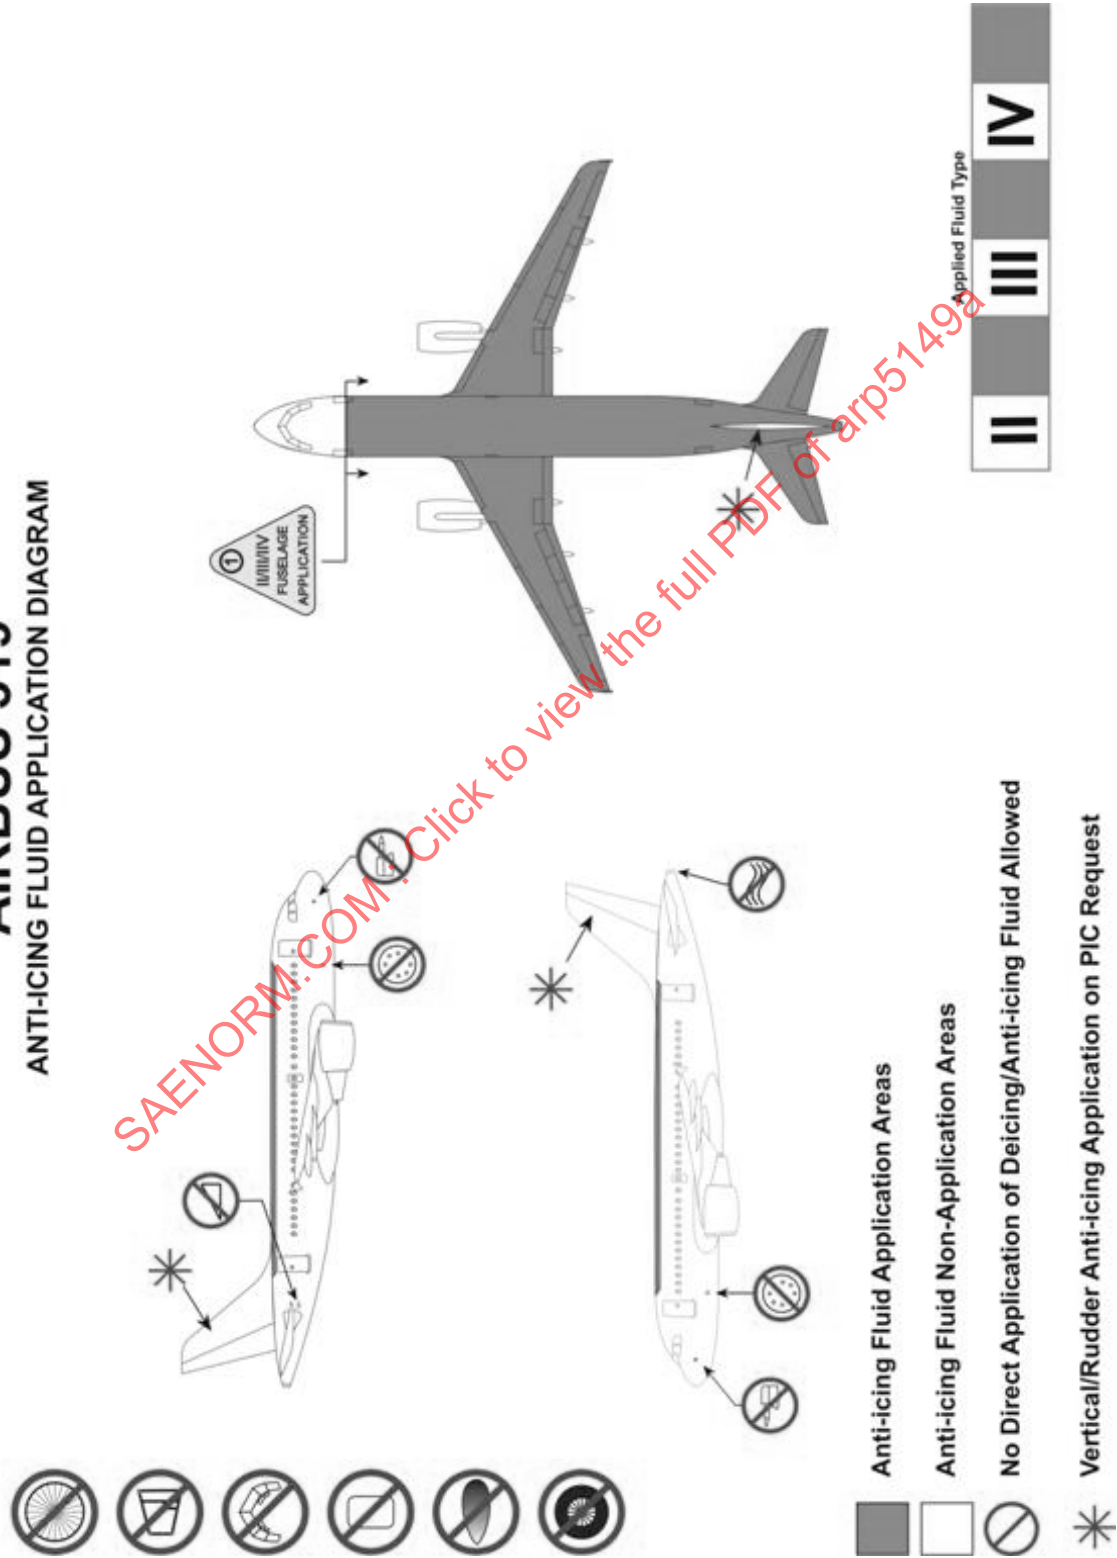 ANTI-ICING FLUID APPLICATION DIAGRAM
1
II/III/IV
FUSELAGE
APPLICATION
Applied Fluid Type
II III IV
Anti-icing Fluid Application Areas
Anti-icing Fluid Non-Application Areas
No Direct Application of Deicing/Anti-icing Fluid Allowed
Vertical/Rudder Anti-icing Application on PIC Request
SAENORM.COM : Click to view the full PDF of arp5149a